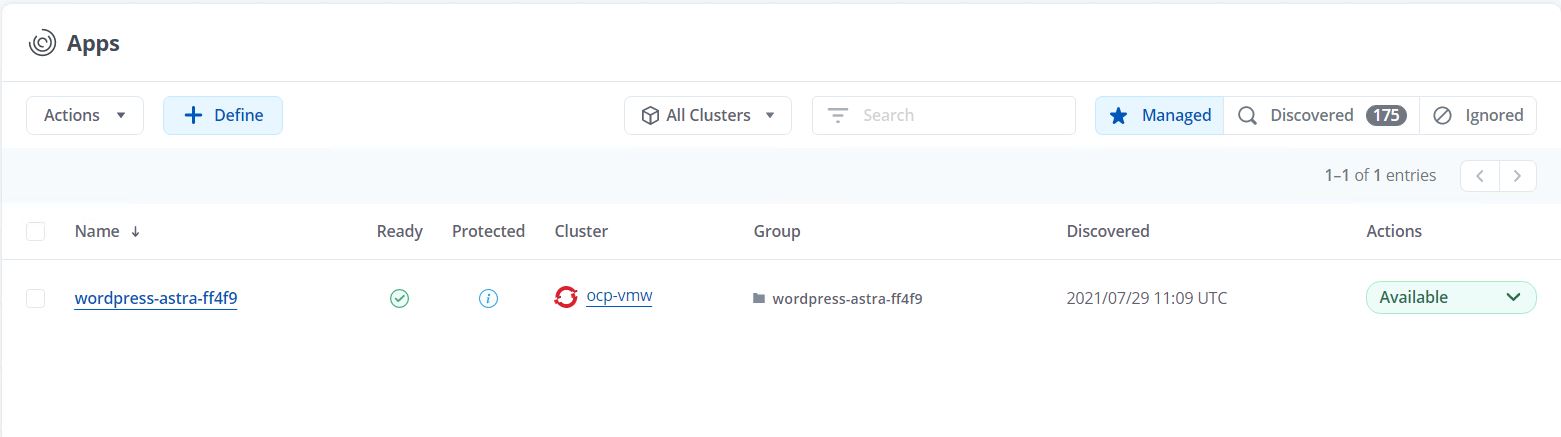 Apps
Actions Define All Clusters Search Managed Discovered 175 Ignored
1–1 of 1 entries
Name Ready Protected Cluster Group Discovered Actions
wordpress-astra-ff4f9 ocp-vmw wordpress-astra-ff4f9 2021/07/29 11:09 UTC Available